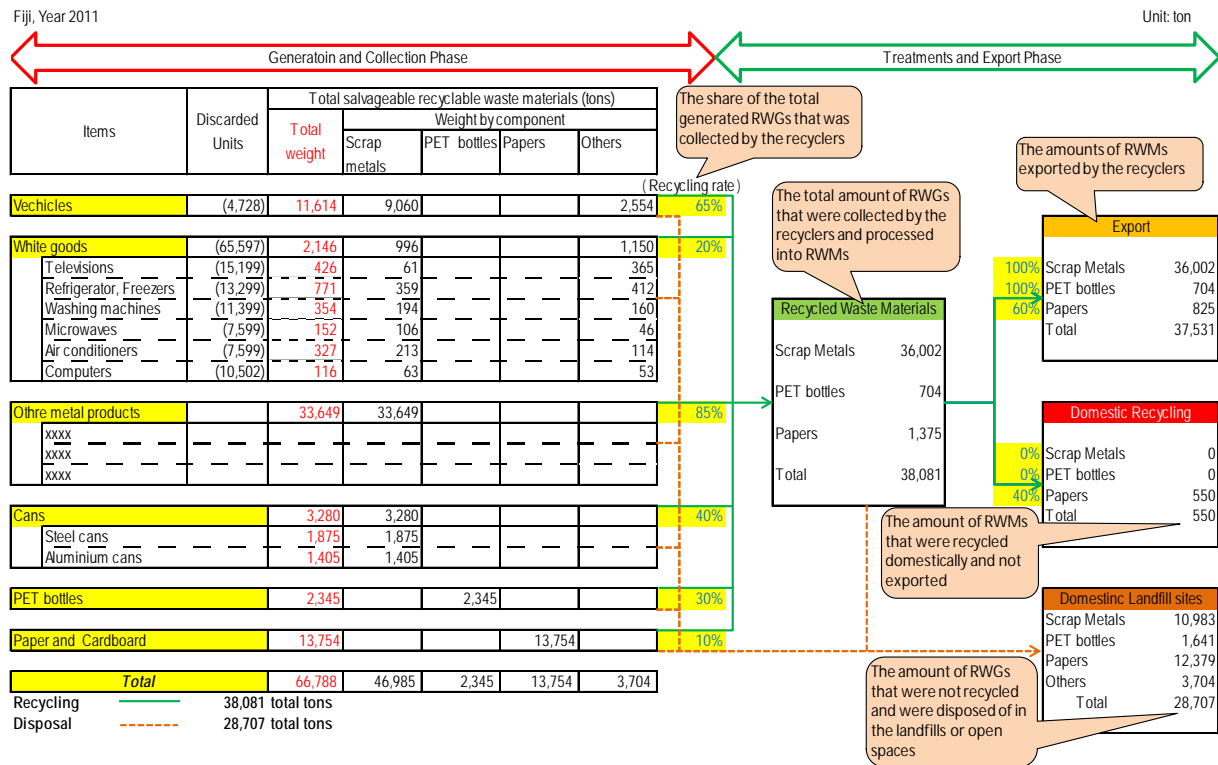 Fiji, Year 2011
Unit: ton
Generatoin and Collection Phase
Treatments and Export Phase
Items
Discarded
Units
Total salvageable recyclable waste materials (tons)
Total
weight
Weight by component
Scrap
metals
PET bottles
Papers
Others
The share of the total
generated RWGs that was
collected by the recyclers
(Recycling rate)
Vechicles (4,728) 11,614 9,060 2,554 65%
White goods (65,597) 2,146 996 1,150 20%
Televisions (15,199) 426 61 365
Refrigerator, Freezers (13,299) 771 359 412
Washing machines (11,399) 354 194 160
Microwaves (7,599) 152 106 46
Air conditioners (7,599) 327 213 114
Computers (10,502) 116 63 53
Othre metal products 33,649 33,649 85%
xxxx
xxxx
xxxx
Cans 3,280 3,280 40%
Steel cans 1,875 1,875
Aluminium cans 1,405 1,405
PET bottles 2,345 2,345 30%
Paper and Cardboard 13,754 13,754 10%
Total 66,788 46,985 2,345 13,754 3,704
Recycling 38,081 total tons
Disposal 28,707 total tons
The total amount of RWGs
that were collected by the
recyclers and processed
into RWMs
Recycled Waste Materials
Scrap Metals 36,002
PET bottles 704
Papers 1,375
Total 38,081
The amounts of RWMs
exported by the recyclers
Export
100% Scrap Metals 36,002
100% PET bottles 704
60% Papers 825
Total 37,531
Domestic Recycling
0% Scrap Metals 0
0% PET bottles 0
40% Papers 550
Total 550
The amount of RWMs
that were recycled
domestically and not
exported
Domestinc Landfill sites
Scrap Metals 10,983
PET bottles 1,641
Papers 12,379
Others 3,704
Total 28,707
The amount of RWGs
that were not recycled
and were disposed of in
the landfills or open
spaces